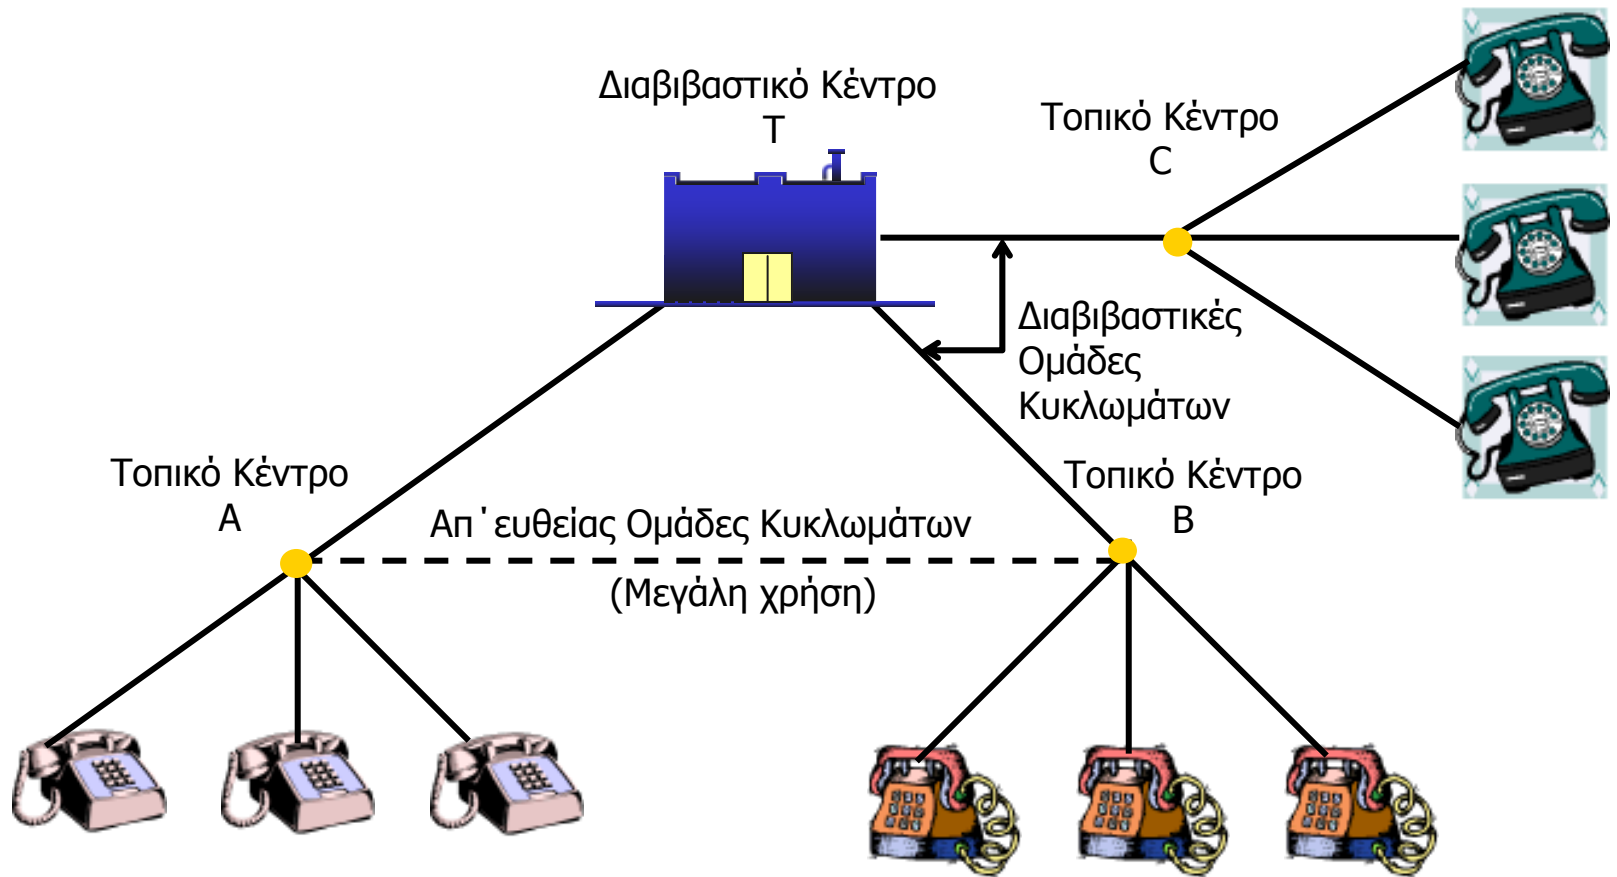 Διαβιβαστικό Κέντρο
Τ
Τοπικό Κέντρο
C
Διαβιβαστικές
Ομάδες
Κυκλωμάτων
Τοπικό Κέντρο
Α
Απ΄ευθείας Ομάδες Κυκλωμάτων
(Μεγάλη χρήση)
Τοπικό Κέντρο
Β